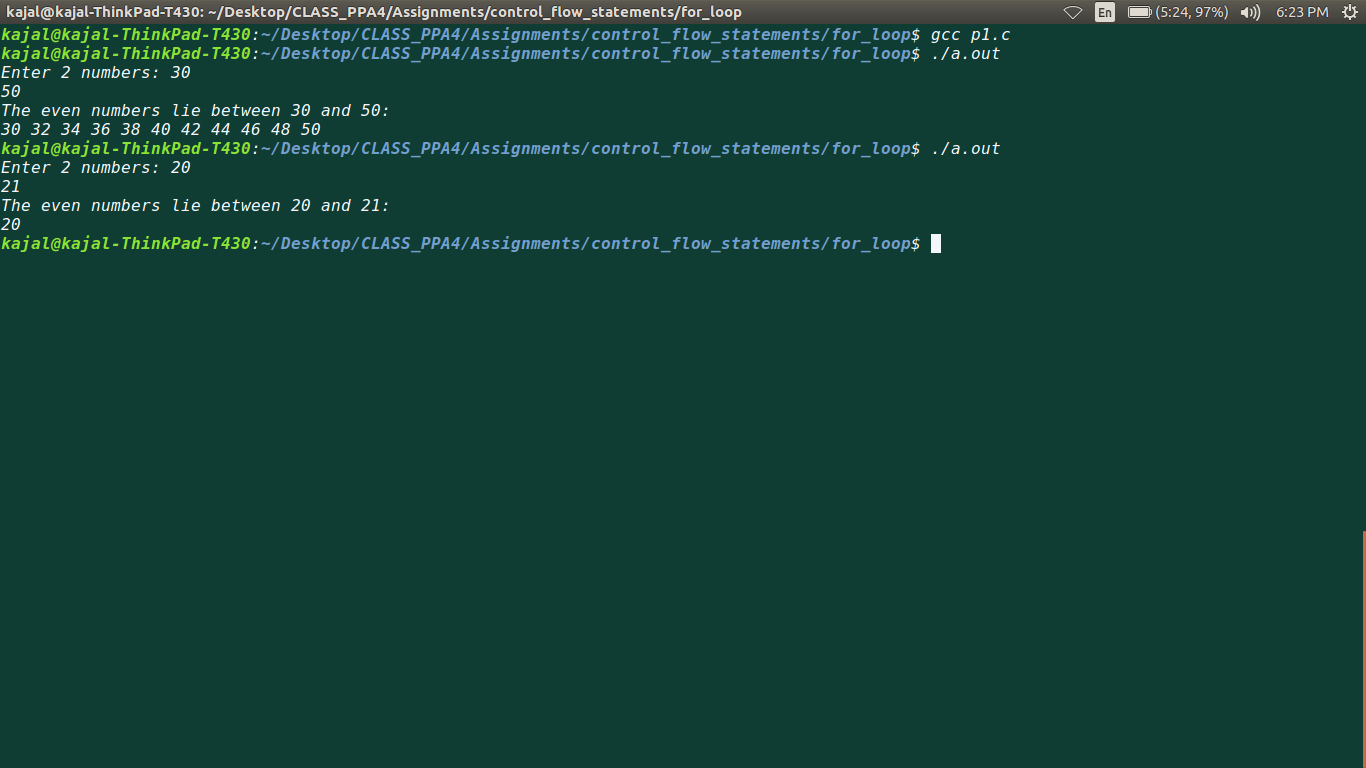 kajal@kajal-ThinkPad-T430: ~/Desktop/CLASS_PPA4/Assignments/control_flow_statements/for_loop En (5:24, 97%) 6:23 PM
kajal@kajal-ThinkPad-T430:~/Desktop/CLASS_PPA4/Assignments/control_flow_statements/for_loop$ gcc p1.c
kajal@kajal-ThinkPad-T430:~/Desktop/CLASS_PPA4/Assignments/control_flow_statements/for_loop$ ./a.out
Enter 2 numbers: 30
50
The even numbers lie between 30 and 50:
30 32 34 36 38 40 42 44 46 48 50
kajal@kajal-ThinkPad-T430:~/Desktop/CLASS_PPA4/Assignments/control_flow_statements/for_loop$ ./a.out
Enter 2 numbers: 20
21
The even numbers lie between 20 and 21:
20
kajal@kajal-ThinkPad-T430:~/Desktop/CLASS_PPA4/Assignments/control_flow_statements/for_loop$